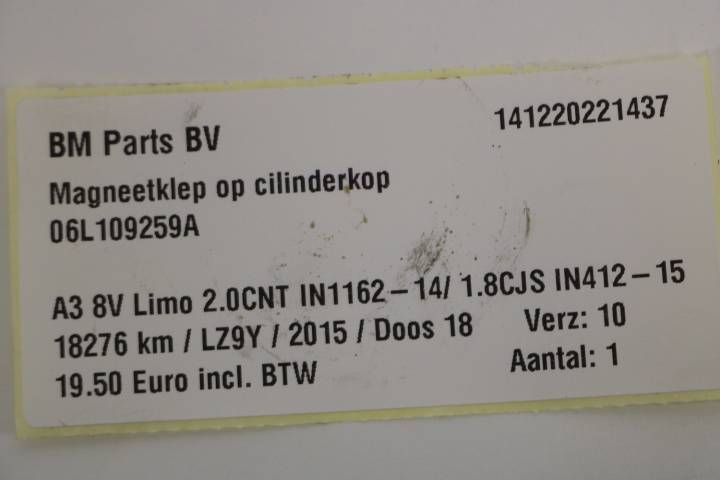 BM Parts BV 141220221437
Magneetklep op cilinderkop
06L109259A
A3 8V Limo 2.0CNT IN1162-14/ 1.8CJS IN412-15
18276 km / LZ9Y / 2015 / Doos 18 Verz: 10
19.50 Euro incl. BTW Aantal: 1